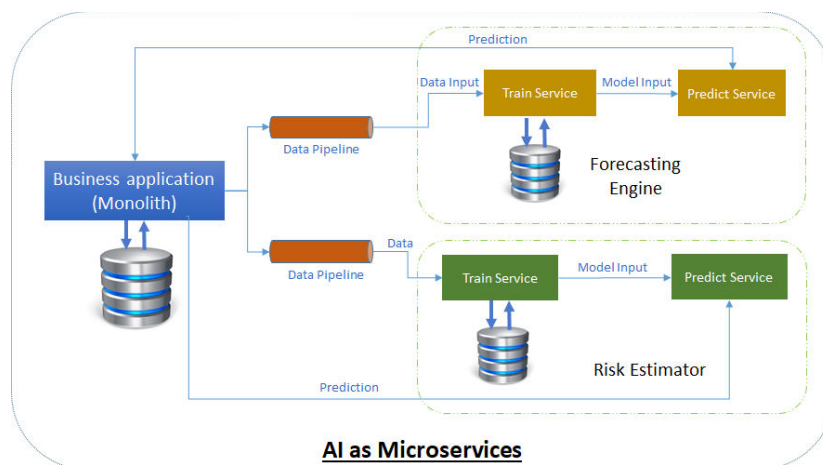 Prediction
Data Input
Train Service
Model Input
Predict Service
Data Pipeline
Forecasting
Engine
Business application
(Monolith)
Data
Data Pipeline
Train Service
Model Input
Predict Service
Risk Estimator
Prediction
AI as Microservices